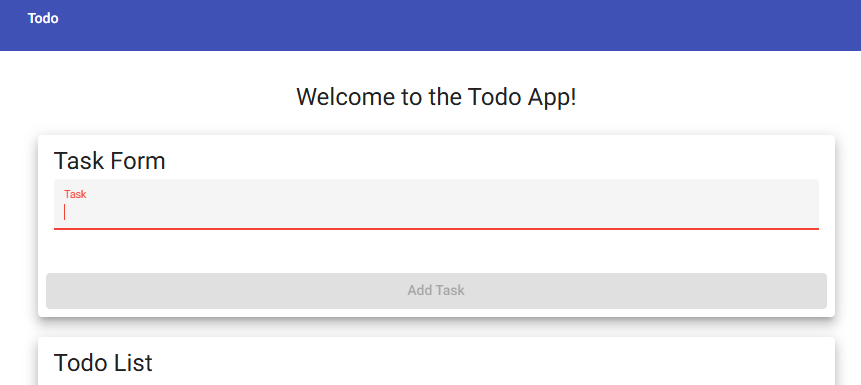 Todo
Welcome to the Todo App!
Task Form
Task
Add Task
Todo List